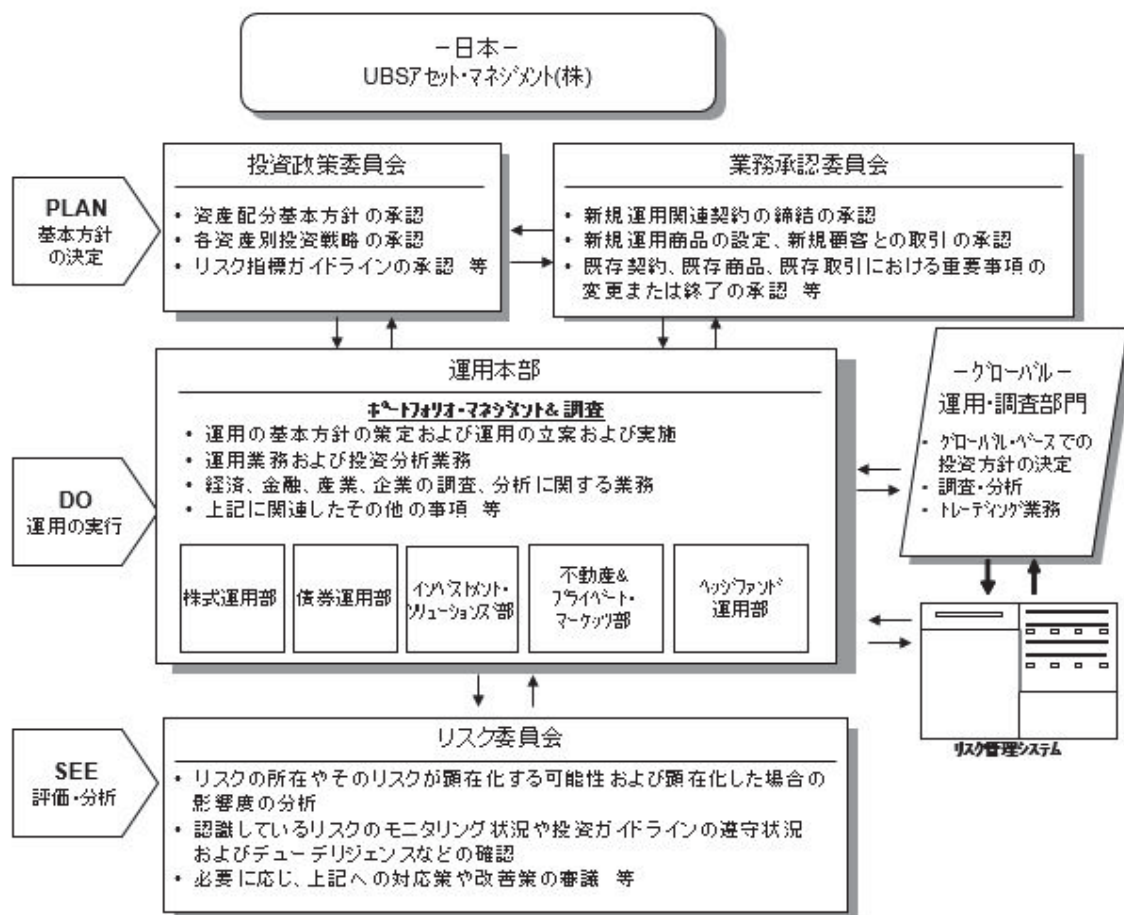 －日本－
UBSアセット・マネジメント(株)
PLAN
基本方針
の決定
投資政策委員会
・ 資産配分基本方針の承認
・ 各資産別投資戦略の承認
・ リスク指標ガイドラインの承認 等
業務承認委員会
・ 新規運用関連契約の締結の承認
・ 新規運用商品の設定、新規顧客との取引の承認
・ 既存契約、既存商品、既存取引における重要事項の
変更または終了の承認 等
DO
運用の実行
運用本部
ポートフォリオ・マネジメント&調査
・ 運用の基本方針の策定および運用の立案および実施
・ 運用業務および投資分析業務
・ 経済、金融、産業、企業の調査、分析に関する業務
・ 上記に関連したその他の事項 等
株式運用部
債券運用部
インベストメント・
ソリューションズ部
不動産&
プライベート・
マーケッツ部
ヘッジファンド
運用部
－グローバル－
運用・調査部門
・ グローバル・ベースでの
投資方針の決定
・ 調査・分析
・ トレーディング業務
リスク管理システム
SEE
評価・分析
リスク委員会
・ リスクの所在やそのリスクが顕在化する可能性および顕在化した場合の
影響度の分析
・ 認識しているリスクのモニタリング状況や投資ガイドラインの遵守状況
およびデューデリジェンスなどの確認
・ 必要に応じ、上記への対応策や改善策の審議 等